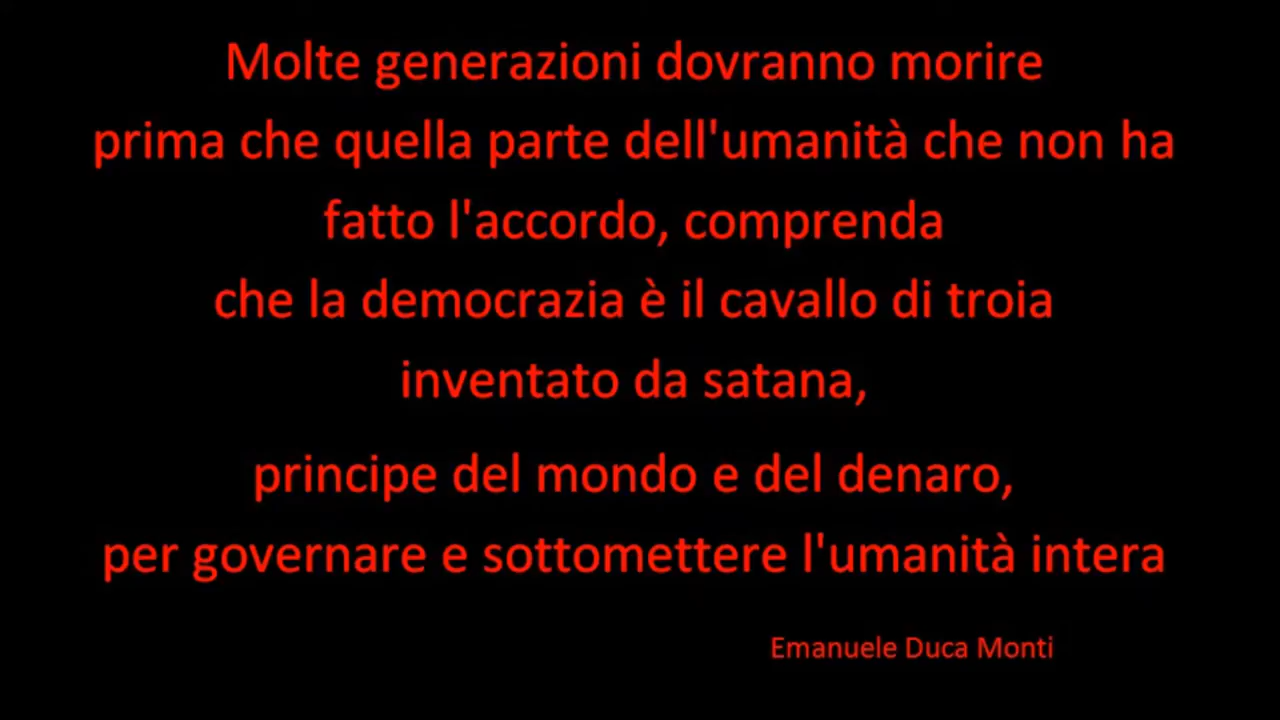 Molte generazioni dovranno morire
prima che quella parte dell'umanità che non ha
fatto l'accordo, comprenda
che la democrazia è il cavallo di troia
inventato da satana,
principe del mondo e del denaro,
per governare e sottomettere l'umanità intera
Emanuele Duca Monti